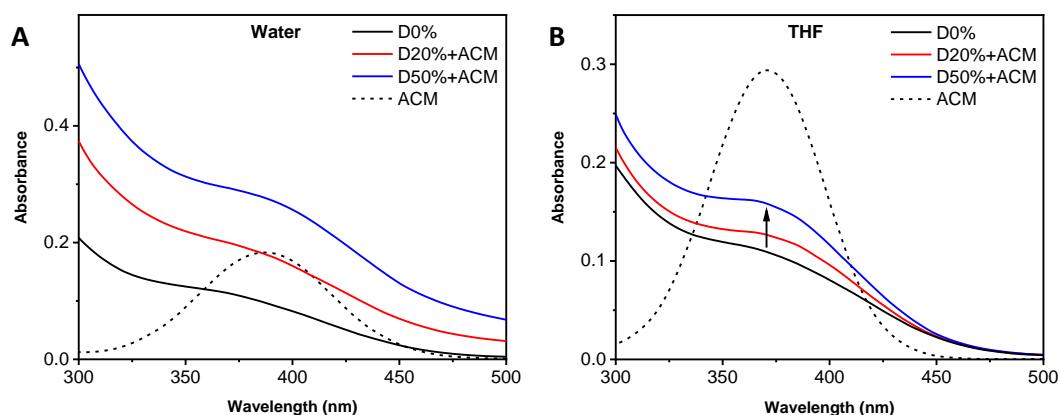 A
Water
D0%
D20%+ACM
D50%+ACM
ACM
Absorbance
0.4
0.2
0.0
300 350 400 450 500
Wavelength (nm)
B
THF
D0%
D20%+ACM
D50%+ACM
ACM
Absorbance
0.3
0.2
0.1
0.0
300 350 400 450 500
Wavelength (nm)